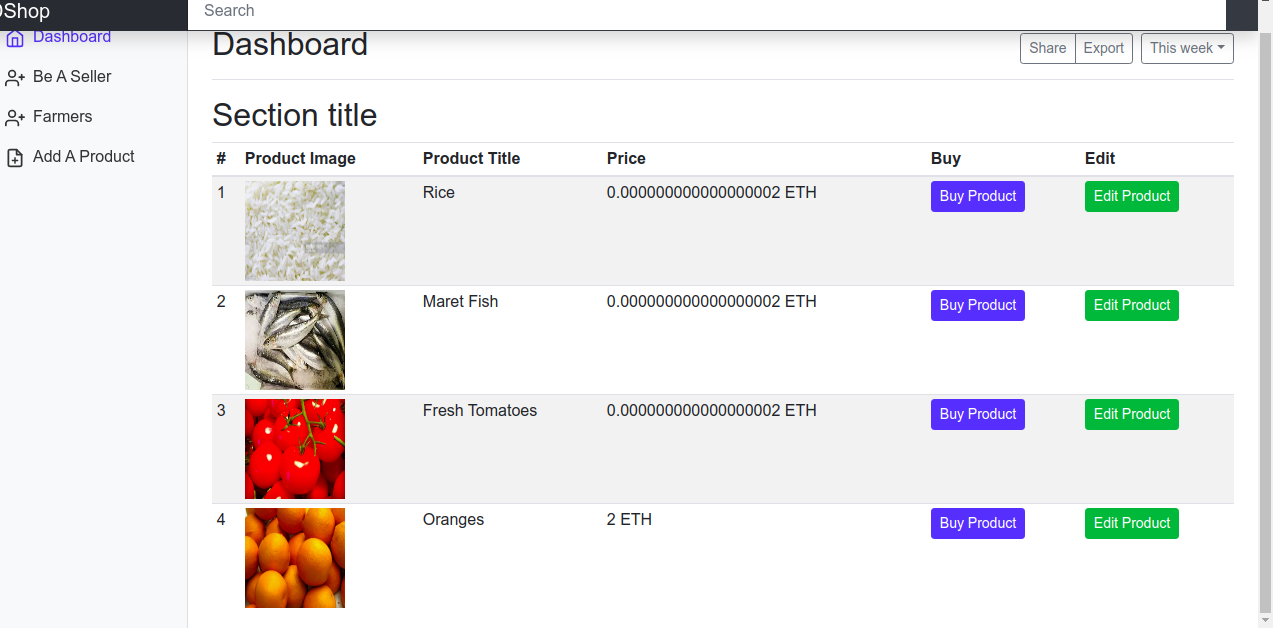 Shop
Search
Dashboard
Be A Seller
Farmers
Add A Product
Dashboard
Share
Export
This week
Section title
# Product Image Product Title Price Buy Edit
1 Rice 0.000000000000000002 ETH Buy Product Edit Product
2 Maret Fish 0.000000000000000002 ETH Buy Product Edit Product
3 Fresh Tomatoes 0.000000000000000002 ETH Buy Product Edit Product
4 Oranges 2 ETH Buy Product Edit Product